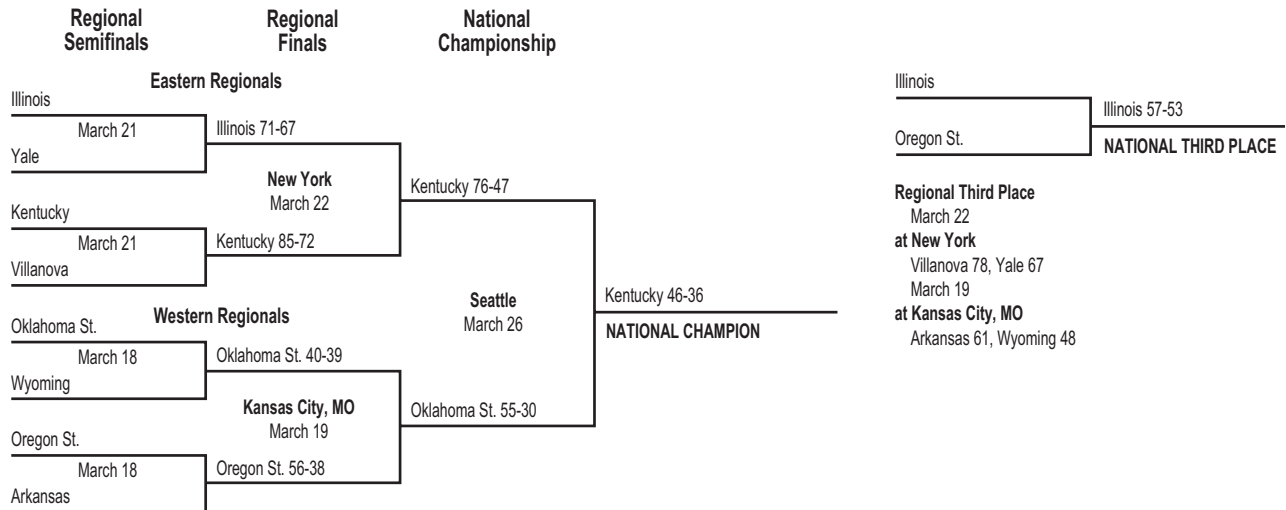 Regional
Semifinals
Regional
Finals
National
Championship
Eastern Regionals
Illinois
March 21
Yale
Illinois 71-67
New York
March 22
Kentucky
March 21
Villanova
Kentucky 85-72
Kentucky 76-47
Western Regionals
Oklahoma St.
March 18
Wyoming
Oklahoma St. 40-39
Kansas City, MO
March 19
Oregon St.
March 18
Arkansas
Oregon St. 56-38
Oklahoma St. 55-30
Seattle
March 26
Kentucky 46-36
NATIONAL CHAMPION
Illinois
Oregon St.
Illinois 57-53
NATIONAL THIRD PLACE
Regional Third Place
March 22
at New York
Villanova 78, Yale 67
March 19
at Kansas City, MO
Arkansas 61, Wyoming 48